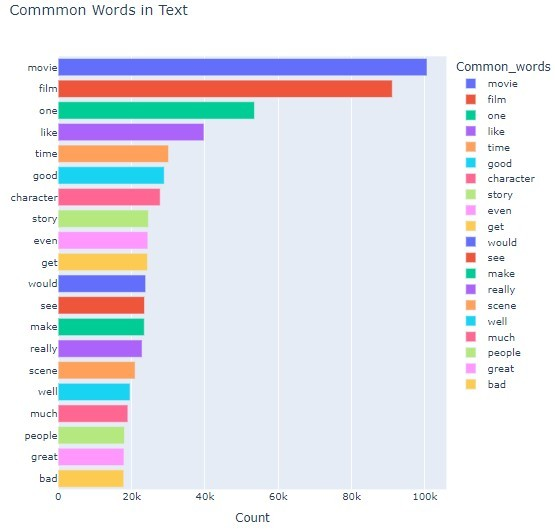 Commmon Words in Text
movie
film
one
like
time
good
character
story
even
get
would
see
make
really
scene
well
much
people
great
bad
0 20k 40k 60k 80k 100k
Count
Common_words
movie
film
one
like
time
good
character
story
even
get
would
see
make
really
scene
well
much
people
great
bad